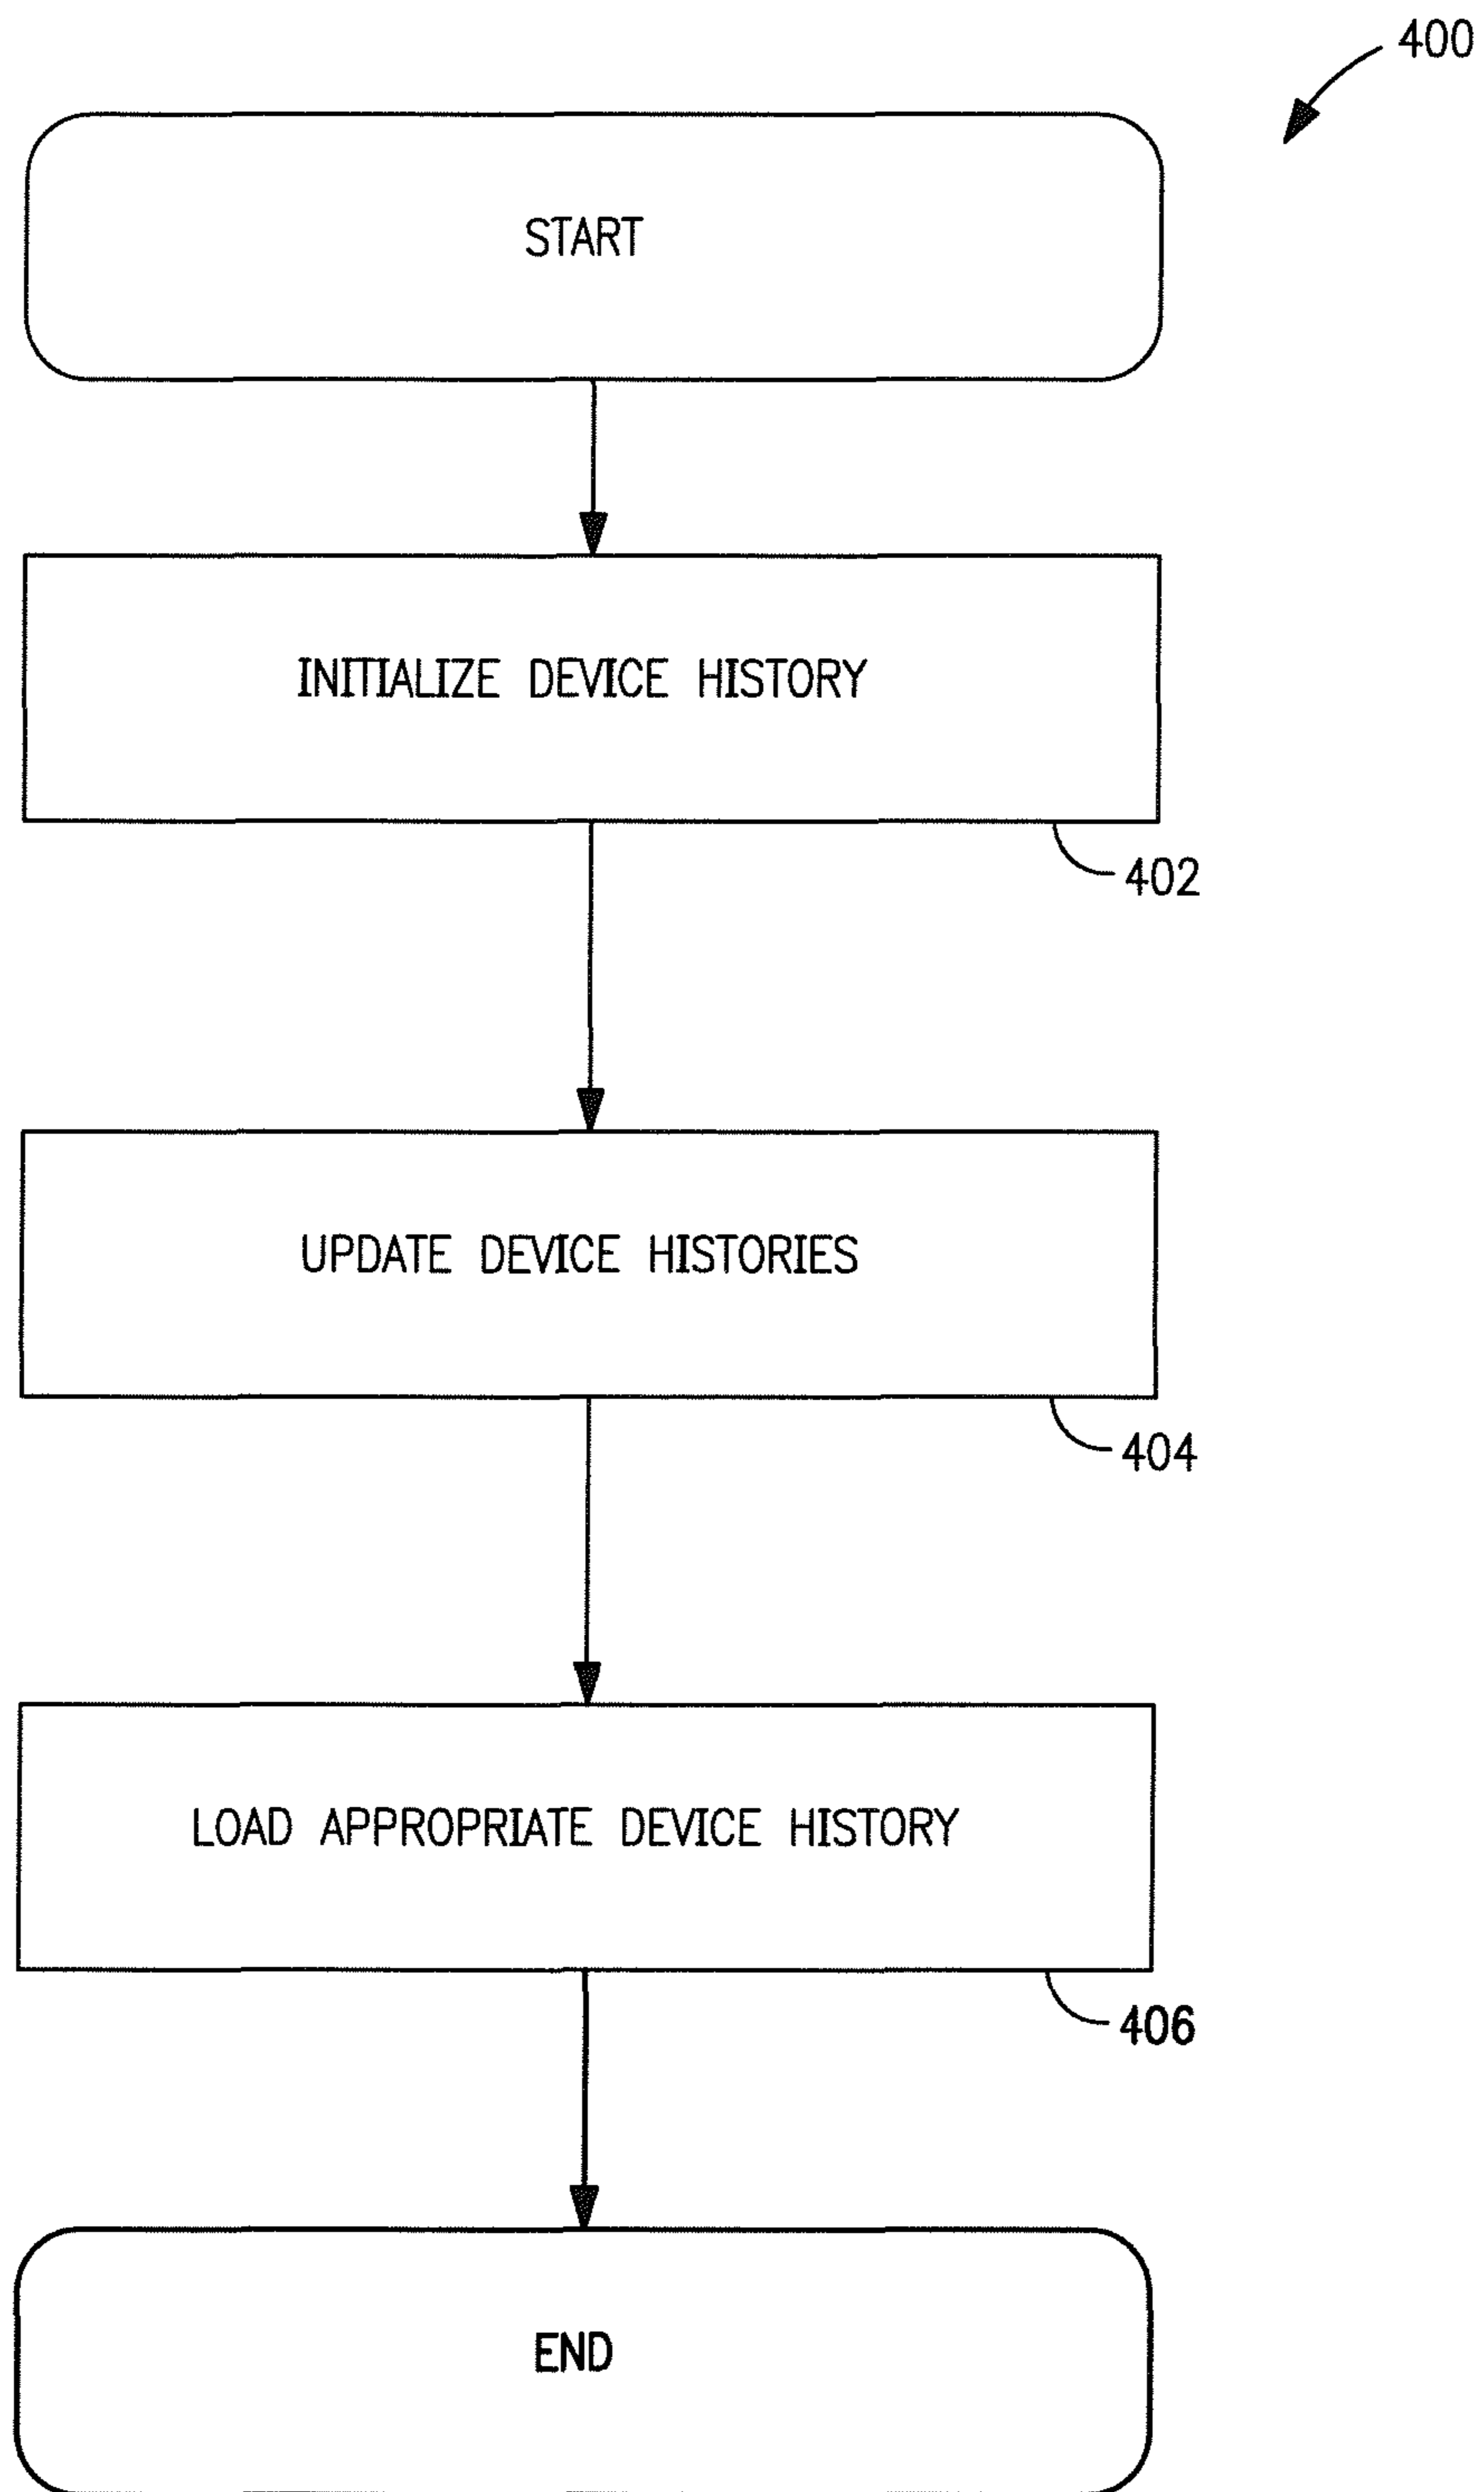 400
START
INITIALIZE DEVICE HISTORY
402
UPDATE DEVICE HISTORIES
404
LOAD APPROPRIATE DEVICE HISTORY
406
END